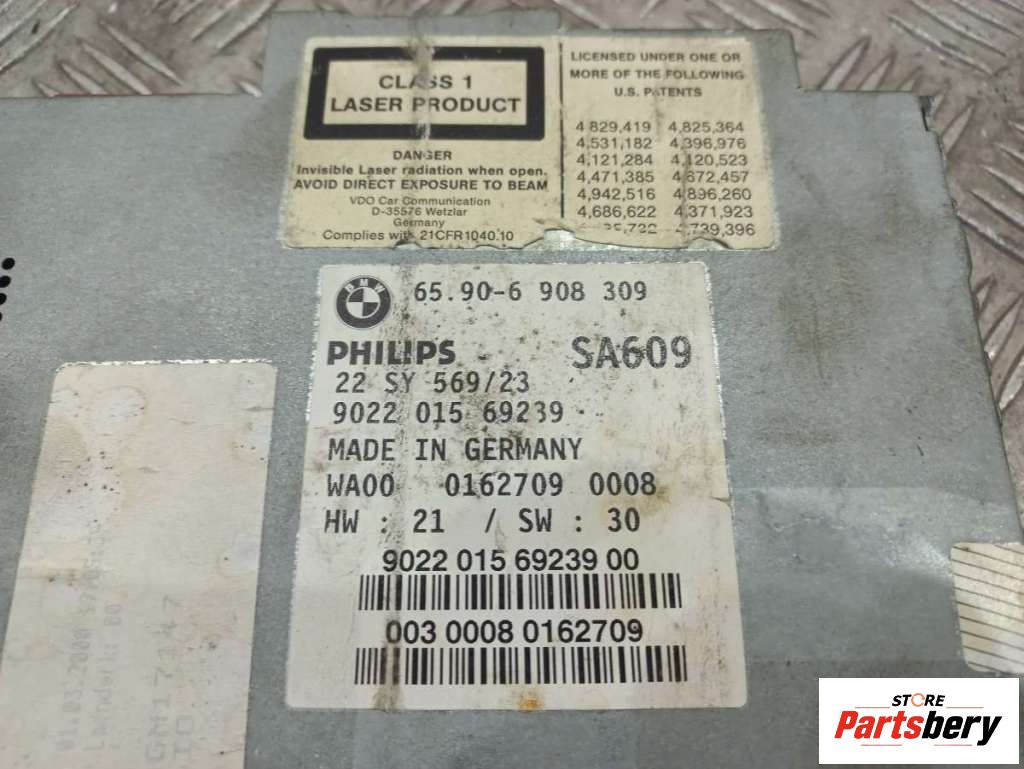 CLASS 1
LASER PRODUCT
DANGER
Invisible Laser radiation when open.
AVOID DIRECT EXPOSURE TO BEAM
VDO Car Communication
D-35576 Wetzlar
Germany
Complies with 21CFR1040.10
LICENSED UNDER ONE OR
MORE OF THE FOLLOWING
U.S. PATENTS
4,829,419 4,825,364
4,531,182 4,396,976
4,121,284 4,120,523
4,471,385 4,872,457
4,942,516 4,896,260
4,686,622 4,371,923
4,739,396
BMW
65.90-6 908 309
PHILIPS SA609
22 SY 569/23
9022 015 69239
MADE IN GERMANY
WA00 0162709 0008
HW : 21 / SW : 30
9022 015 69239 00
003 0008 0162709
01.03.2000
STORE
Partsbery